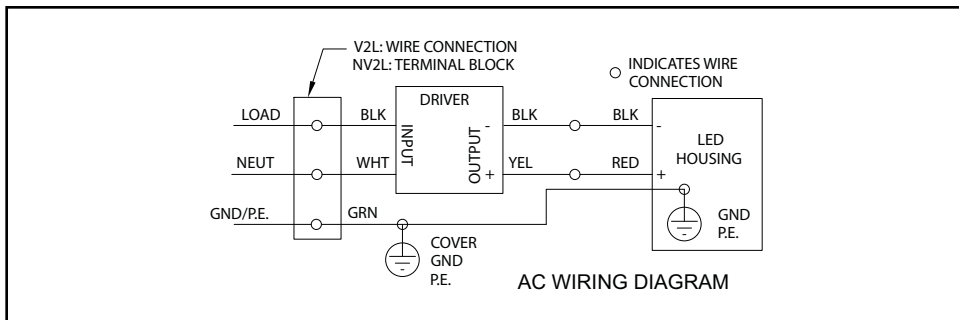 V2L: WIRE CONNECTION
NV2L: TERMINAL BLOCK
INDICATES WIRE
CONNECTION
LOAD
BLK
DRIVER
INPUT
OUTPUT
-
BLK
BLK
-
LED
HOUSING
NEUT
WHT
+
YEL
RED
+
GND/P.E.
GRN
COVER
GND
P.E.
GND
P.E.
AC WIRING DIAGRAM